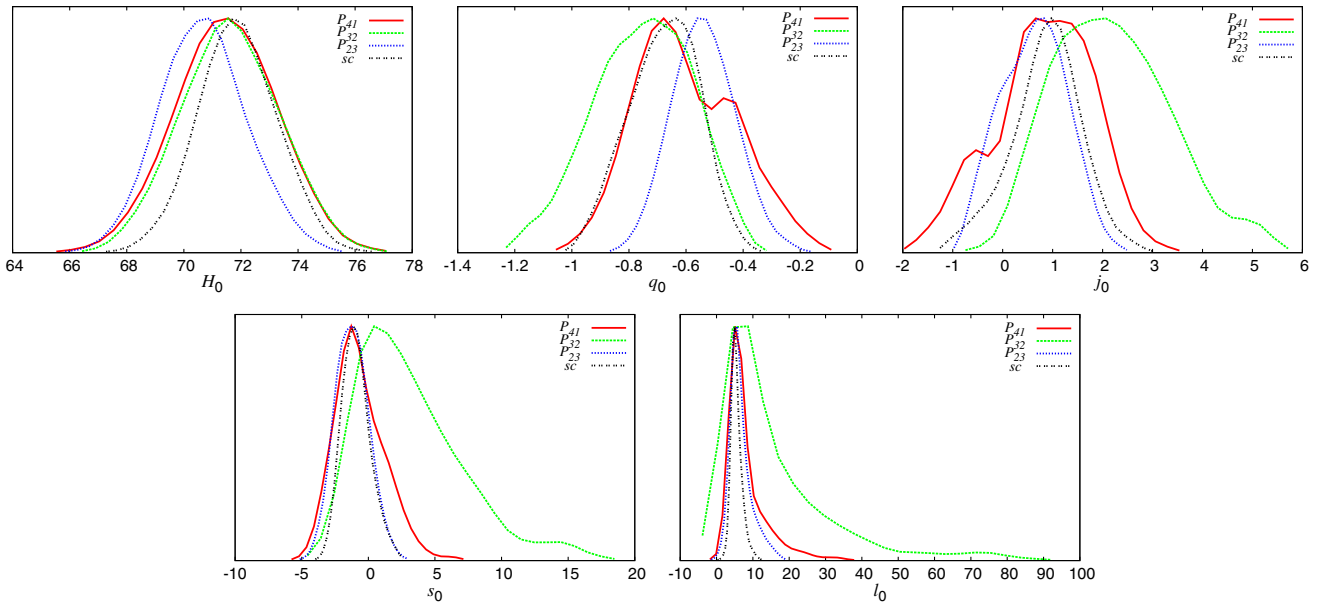 P41
P32
P23
sc
64 66 68 70 72 74 76 78
H0
P41
P32
P23
sc
-1.4 -1.2 -1 -0.8 -0.6 -0.4 -0.2 0
q0
P41
P32
P23
sc
-2 -1 0 1 2 3 4 5 6
j0
P41
P32
P23
sc
-10 -5 0 5 10 15 20
s0
P41
P32
P23
sc
-10 0 10 20 30 40 50 60 70 80 90 100
l0